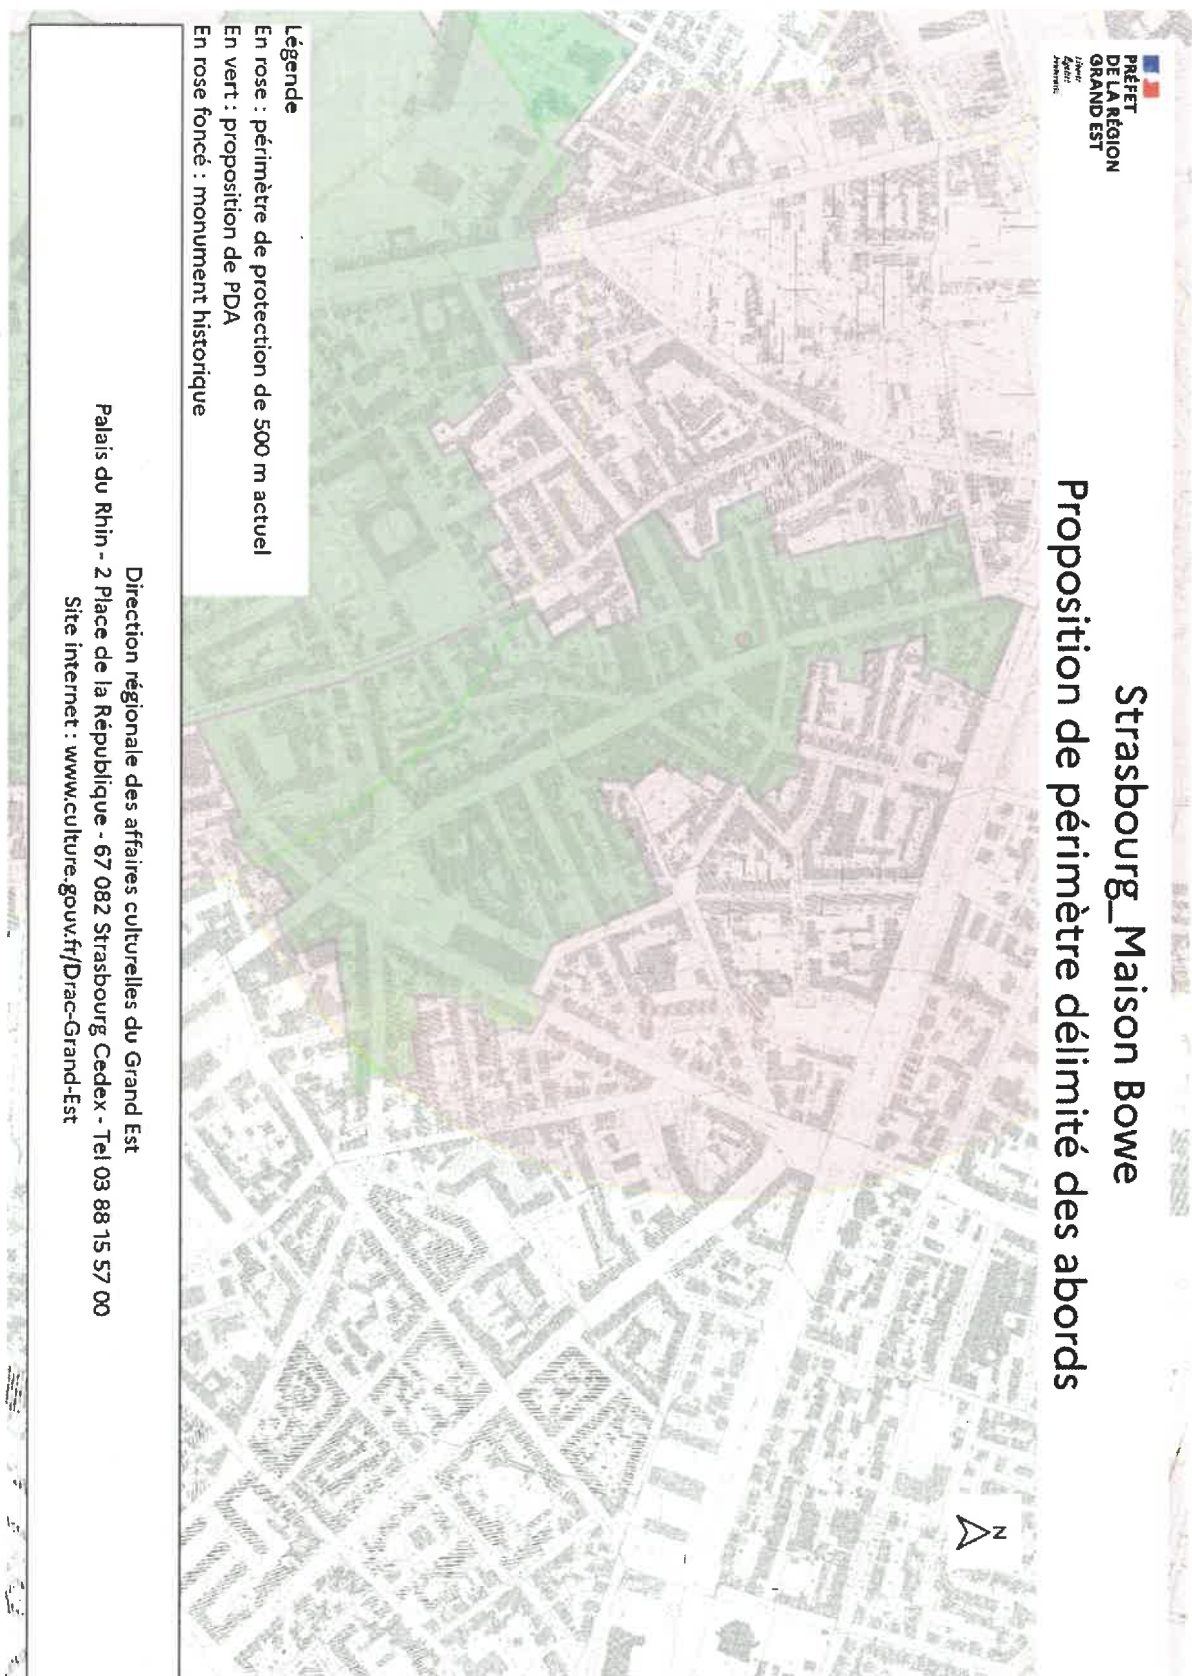 PRÉFET
DE LA RÉGION
GRAND EST
Liberté
Égalité
Fraternité
Strasbourg_Maison Bowe
Proposition de périmètre délimité des abords
N
Légende
En rose : périmètre de protection de 500 m actuel
En vert : proposition de PDA
En rose foncé : monument historique
Direction régionale des affaires culturelles du Grand Est
Palais du Rhin - 2 Place de la République - 67 082 Strasbourg Cedex - Tel 03 88 15 57 00
Site internet : www.culture.gouv.fr/Drac-Grand-Est